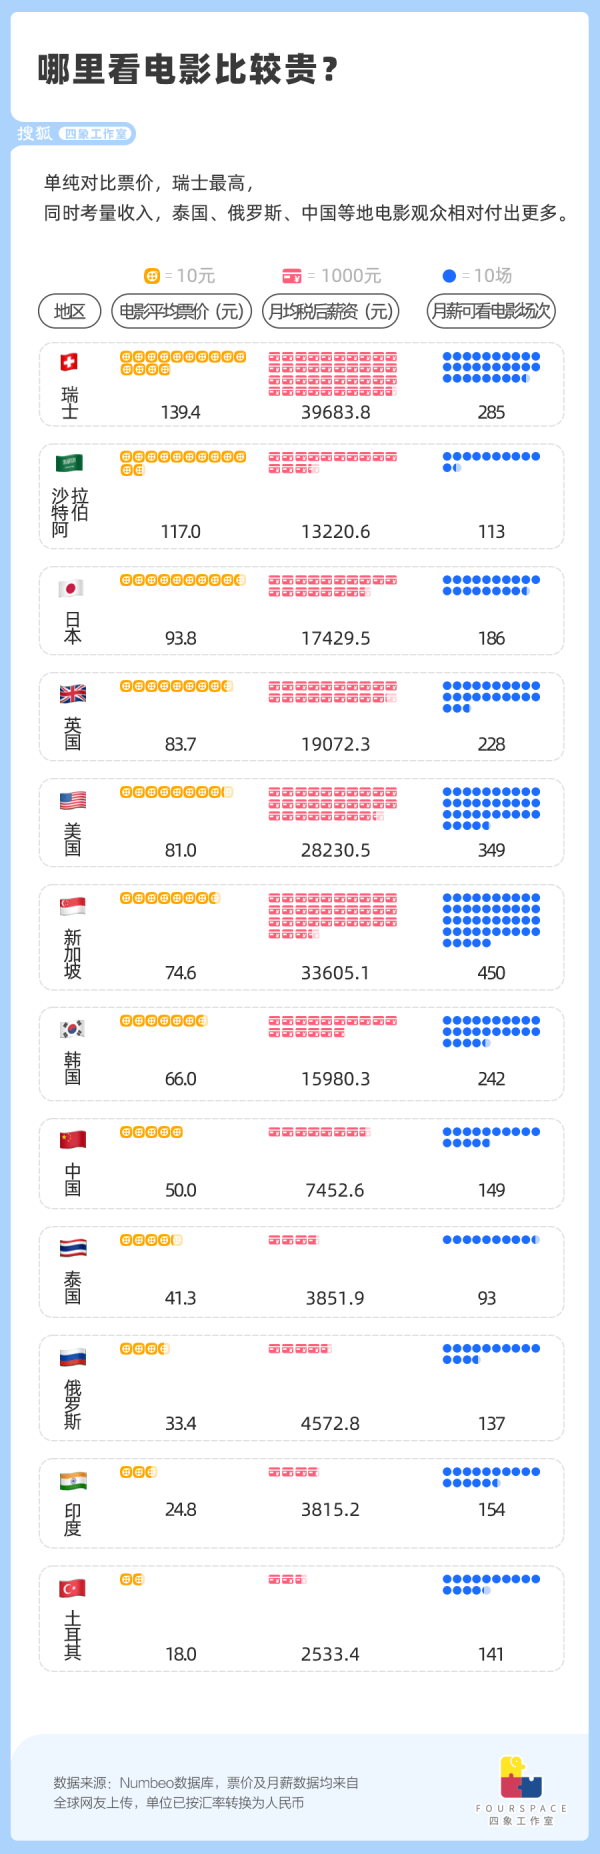 哪里看电影比较贵?
搜狐 四象工作室
单纯对比票价，瑞士最高，
同时考量收入，泰国、俄罗斯、中国等地电影观众相对付出更多。
=10元 =1000元 =10场
地区 电影平均票价（元） 月均税后薪资（元） 月薪可看电影场次
瑞士 139.4 39683.8 285
沙特阿拉伯 117.0 13220.6 113
日本 93.8 17429.5 186
英国 83.7 19072.3 228
美国 81.0 28230.5 349
新加坡 74.6 33605.1 450
韩国 66.0 15980.3 242
中国 50.0 7452.6 149
泰国 41.3 3851.9 93
俄罗斯 33.4 4572.8 137
印度 24.8 3815.2 154
土耳其 18.0 2533.4 141
数据来源：Numbeo数据库，票价及月薪数据均来自
全球网友上传，单位已按汇率转换为人民币
FOURSPACE
四象工作室